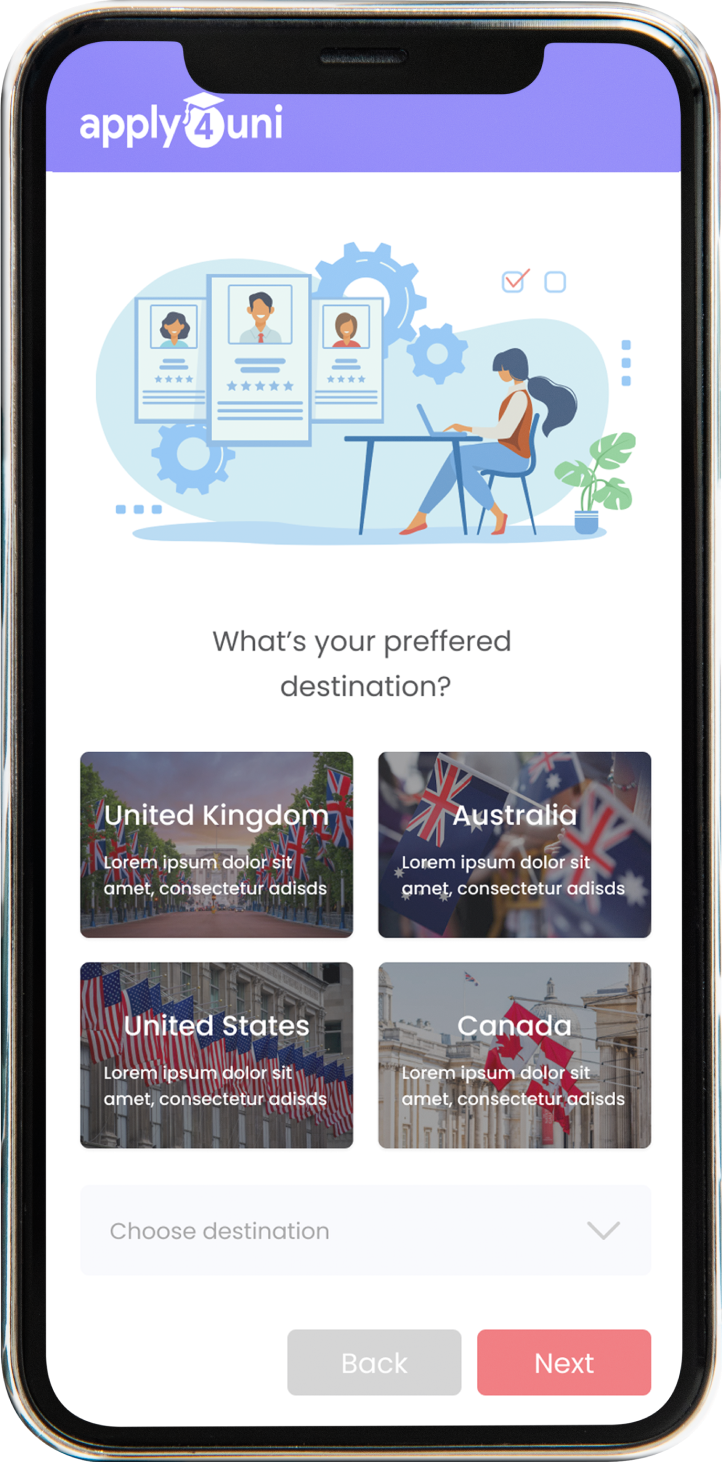 apply4uni
What's your preffered
destination?
United Kingdom
Lorem ipsum dolor sit
amet, consectetur adisds
Australia
Lorem ipsum dolor sit
amet, consectetur adisds
United States
Lorem ipsum dolor sit
amet, consectetur adisds
Canada
Lorem ipsum dolor sit
amet, consectetur adisds
Choose destination
Back
Next